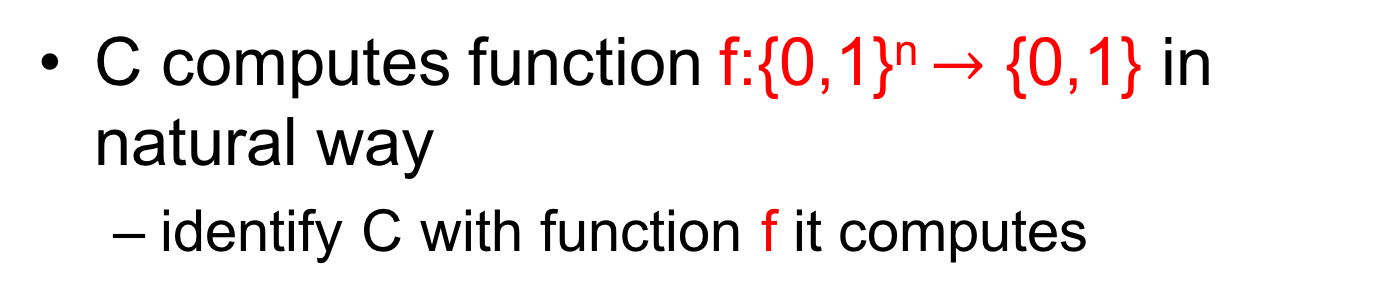 • C computes function f:{0,1}ⁿ → {0,1} in
natural way
– identify C with function f it computes